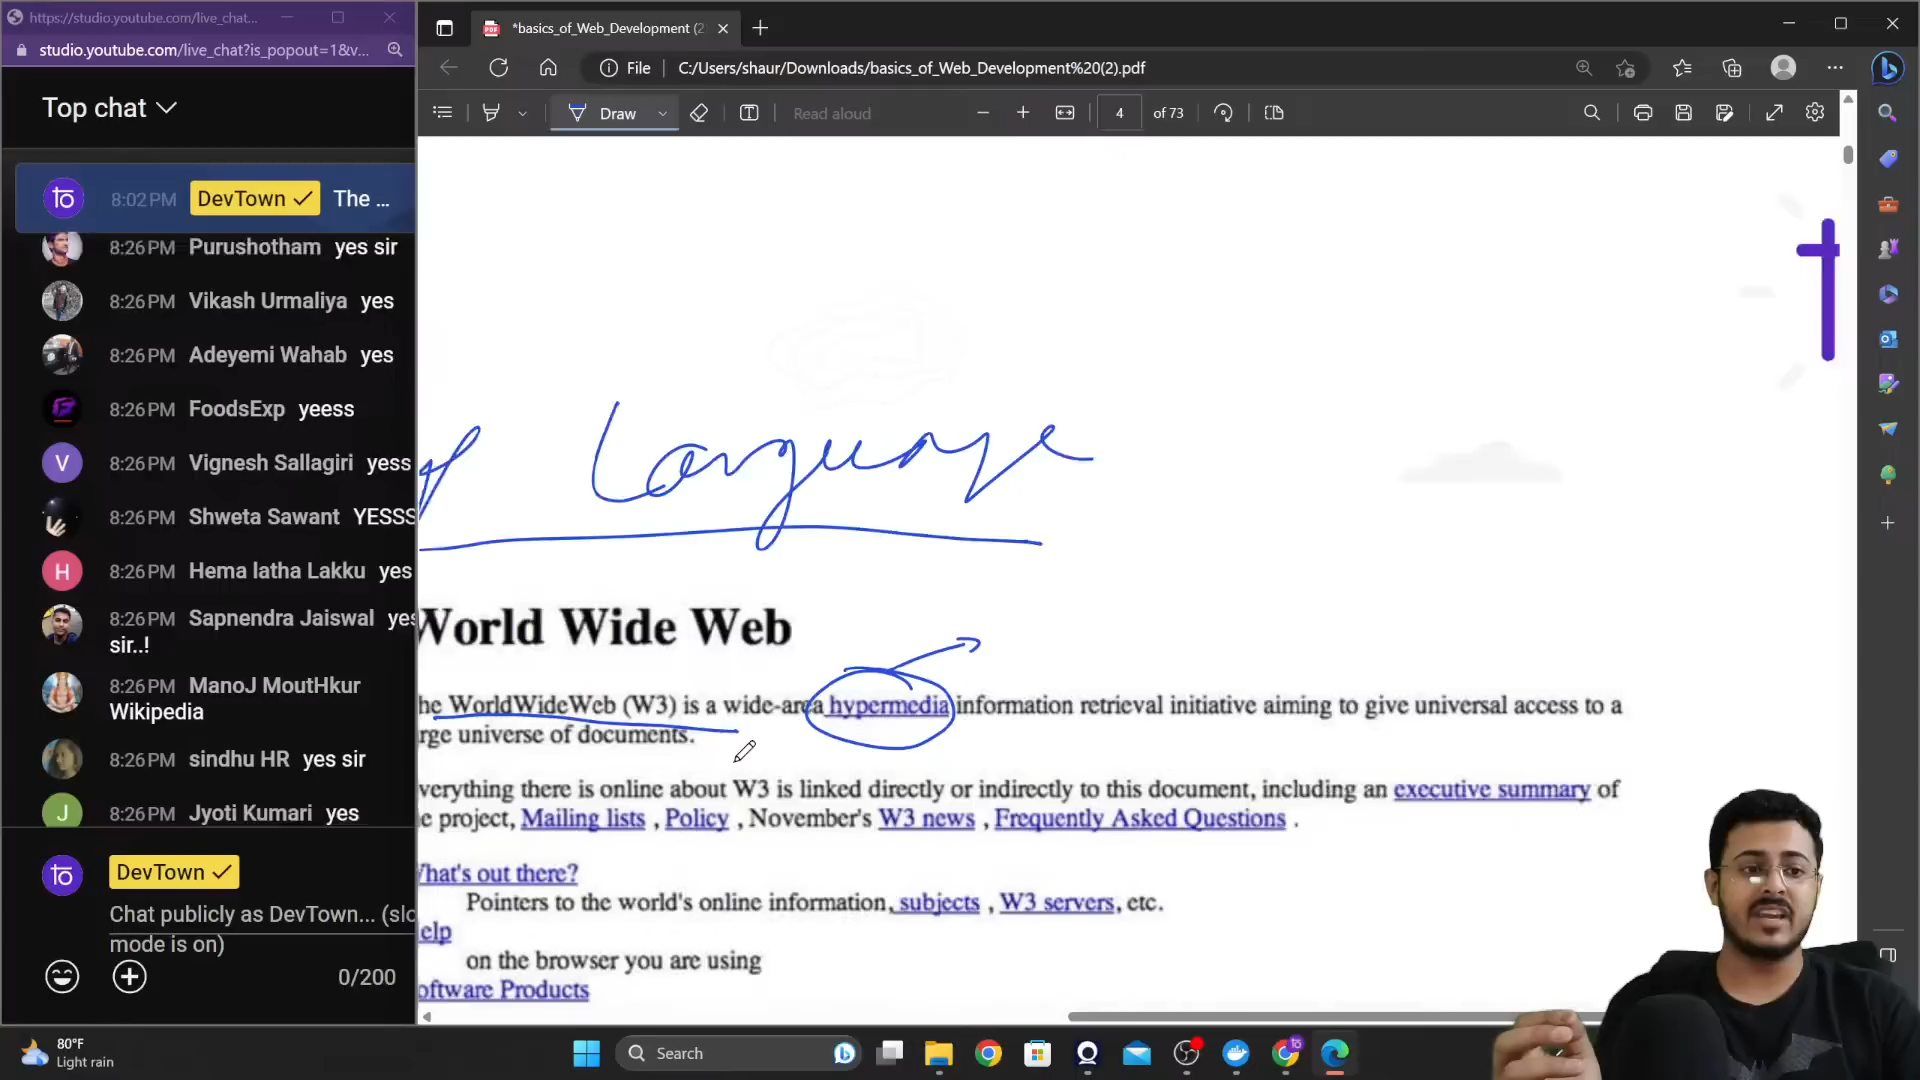 https://studio.youtube.com/live_chat...
studio.youtube.com/live_chat?is_popout=1&v...
Top chat
8:02 PM DevTown The ...
8:26 PM Purushotham yes sir
8:26 PM Vikash Urmaliya yes
8:26 PM Adeyemi Wahab yes
8:26 PM FoodsExp yeess
8:26 PM Vignesh Sallagiri yess
8:26 PM Shweta Sawant YESSS
8:26 PM Hema latha Lakku yes
8:26 PM Sapnendra Jaiswal yes
sir..!
8:26 PM ManoJ MoutHkur
Wikipedia
8:26 PM sindhu HR yes sir
8:26 PM Jyoti Kumari yes
DevTown
Chat publicly as DevTown... (slo
mode is on)
0/200
*basics_of_Web_Development (2
File C:/Users/shaur/Downloads/basics_of_Web_Development%20(2).pdf
Draw Read aloud 4 of 73
Language
World Wide Web
he WorldWideWeb (W3) is a wide-area hypermedia information retrieval initiative aiming to give universal access to a
rge universe of documents.
verything there is online about W3 is linked directly or indirectly to this document, including an executive summary of
e project, Mailing lists , Policy , November's W3 news , Frequently Asked Questions .
hat's out there?
Pointers to the world's online information, subjects , W3 servers, etc.
elp
on the browser you are using
oftware Products
80°F
Light rain
Search